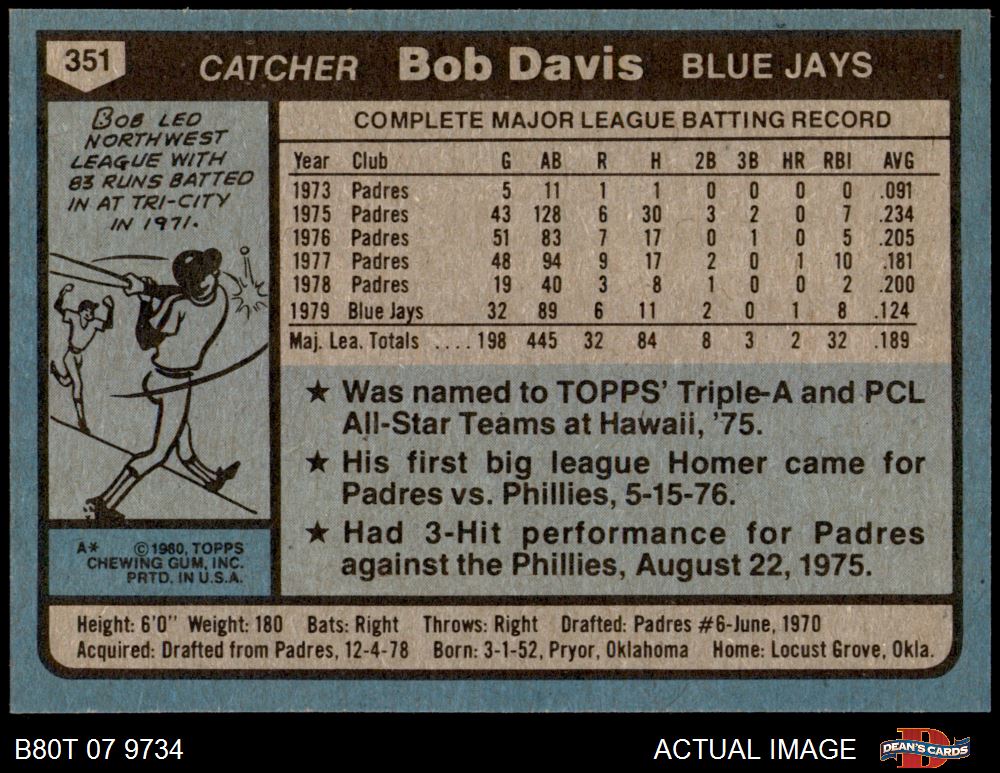 351
CATCHER Bob Davis BLUE JAYS
BOB LED
NORTHWEST
LEAGUE WITH
83 RUNS BATTED
IN AT TRI-CITY
IN 1971.
A* ©1980, TOPPS
CHEWING GUM, INC.
PRTD. IN U.S.A.
COMPLETE MAJOR LEAGUE BATTING RECORD
Year Club G AB R H 2B 3B HR RBI AVG
1973 Padres 5 11 1 1 0 0 0 0 .091
1975 Padres 43 128 6 30 3 2 0 7 .234
1976 Padres 51 83 7 17 0 1 0 5 .205
1977 Padres 48 94 9 17 2 0 1 10 .181
1978 Padres 19 40 3 8 1 0 0 2 .200
1979 Blue Jays 32 89 6 11 2 0 1 8 .124
Maj. Lea. Totals .... 198 445 32 84 8 3 2 32 .189
★ Was named to TOPPS' Triple-A and PCL
All-Star Teams at Hawaii, '75.
★ His first big league Homer came for
Padres vs. Phillies, 5-15-76.
★ Had 3-Hit performance for Padres
against the Phillies, August 22, 1975.
Height: 6'0" Weight: 180 Bats: Right Throws: Right Drafted: Padres #6-June, 1970
Acquired: Drafted from Padres, 12-4-78 Born: 3-1-52, Pryor, Oklahoma Home: Locust Grove, Okla.
B80T 07 9734 ACTUAL IMAGE DEAN'S CARDS